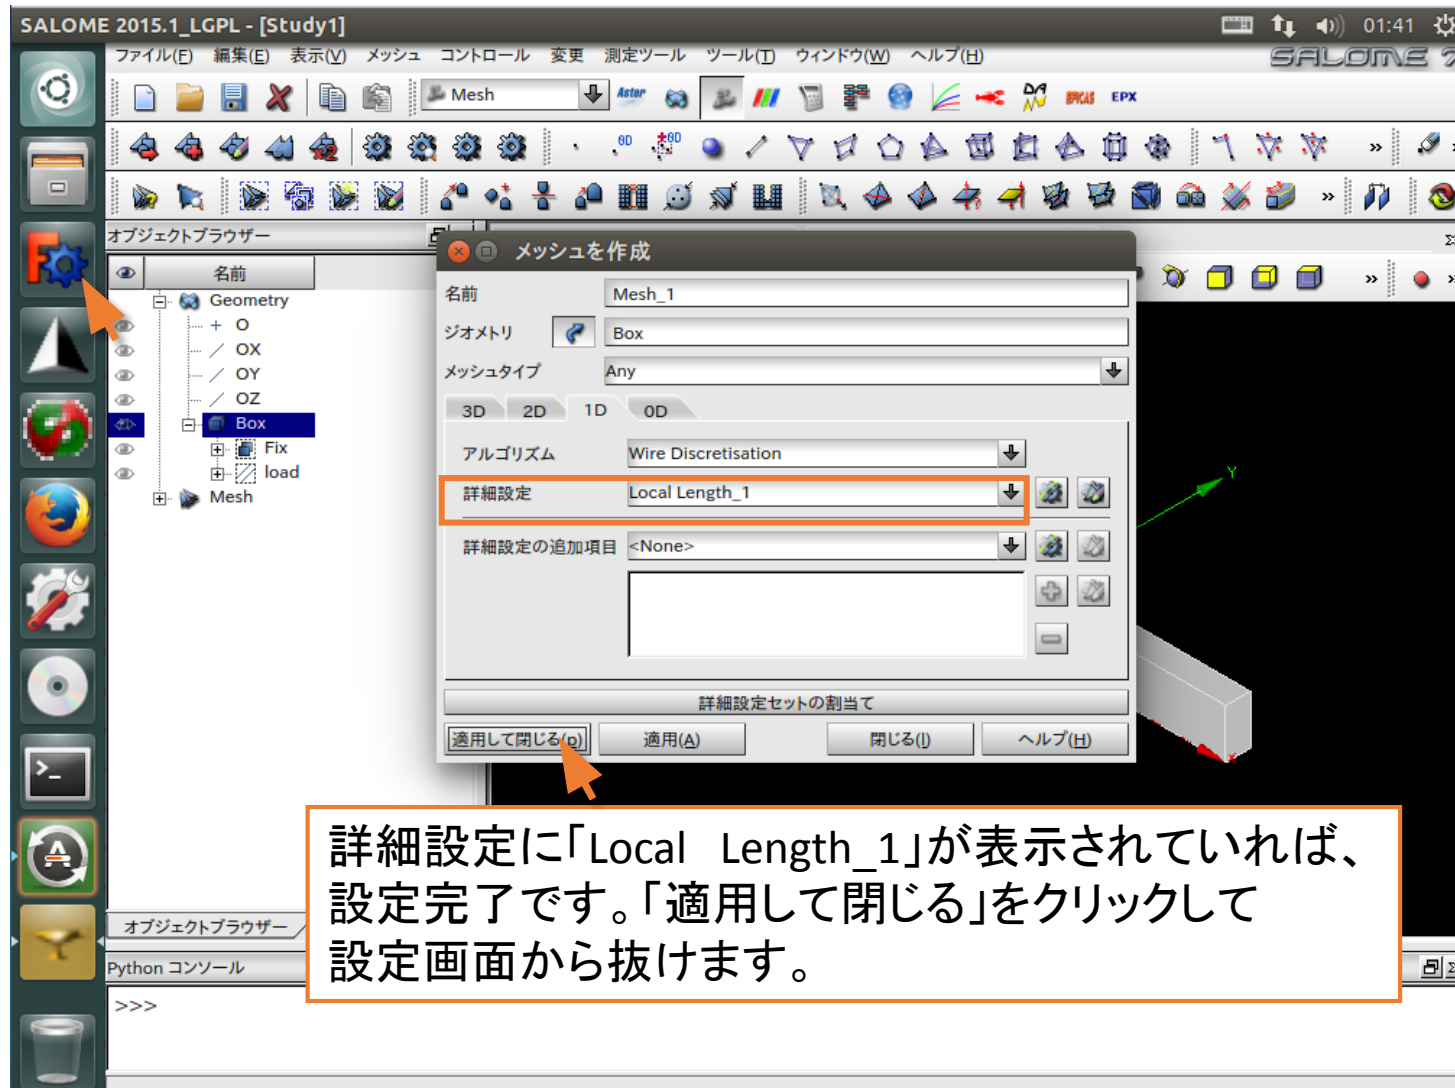 SALOME 2015.1_LGPL - [Study1]
01:41
ファイル(F) 編集(E) 表示(V) メッシュ コントロール 変更 測定ツール ツール(T) ウィンドウ(W) ヘルプ(H)
SALOME 7
Mesh
Aster
EPX
0D
0D
オブジェクトブラウザー
名前
Geometry
O
OX
OY
OZ
Box
Fix
load
Mesh
メッシュを作成
名前 Mesh_1
ジオメトリ Box
メッシュタイプ Any
3D 2D 1D 0D
アルゴリズム Wire Discretisation
詳細設定 Local Length_1
詳細設定の追加項目 <None>
詳細設定セットの割当て
適用して閉じる(p) 適用(A) 閉じる(l) ヘルプ(H)
Y
X
詳細設定に「Local Length_1」が表示されていれば、
設定完了です。「適用して閉じる」をクリックして
設定画面から抜けます。
オブジェクトブラウザー
Python コンソール
>>>